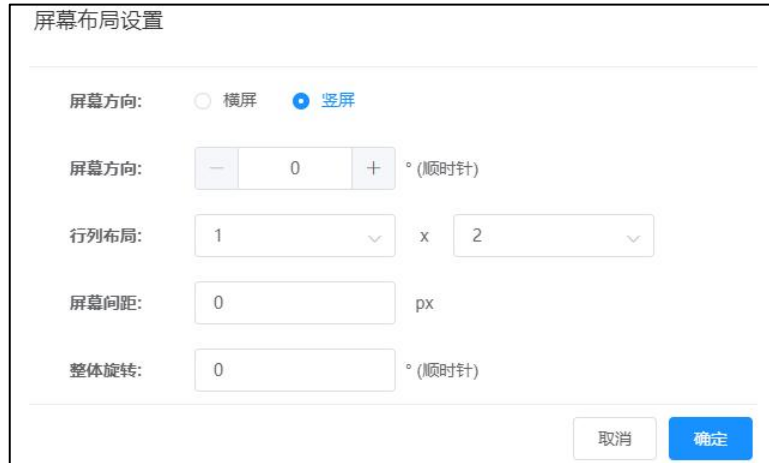 屏幕布局设置
屏幕方向: 横屏 竖屏
屏幕方向: − 0 + ° (顺时针)
行列布局: 1 x 2
屏幕间距: 0 px
整体旋转: 0 ° (顺时针)
取消 确定